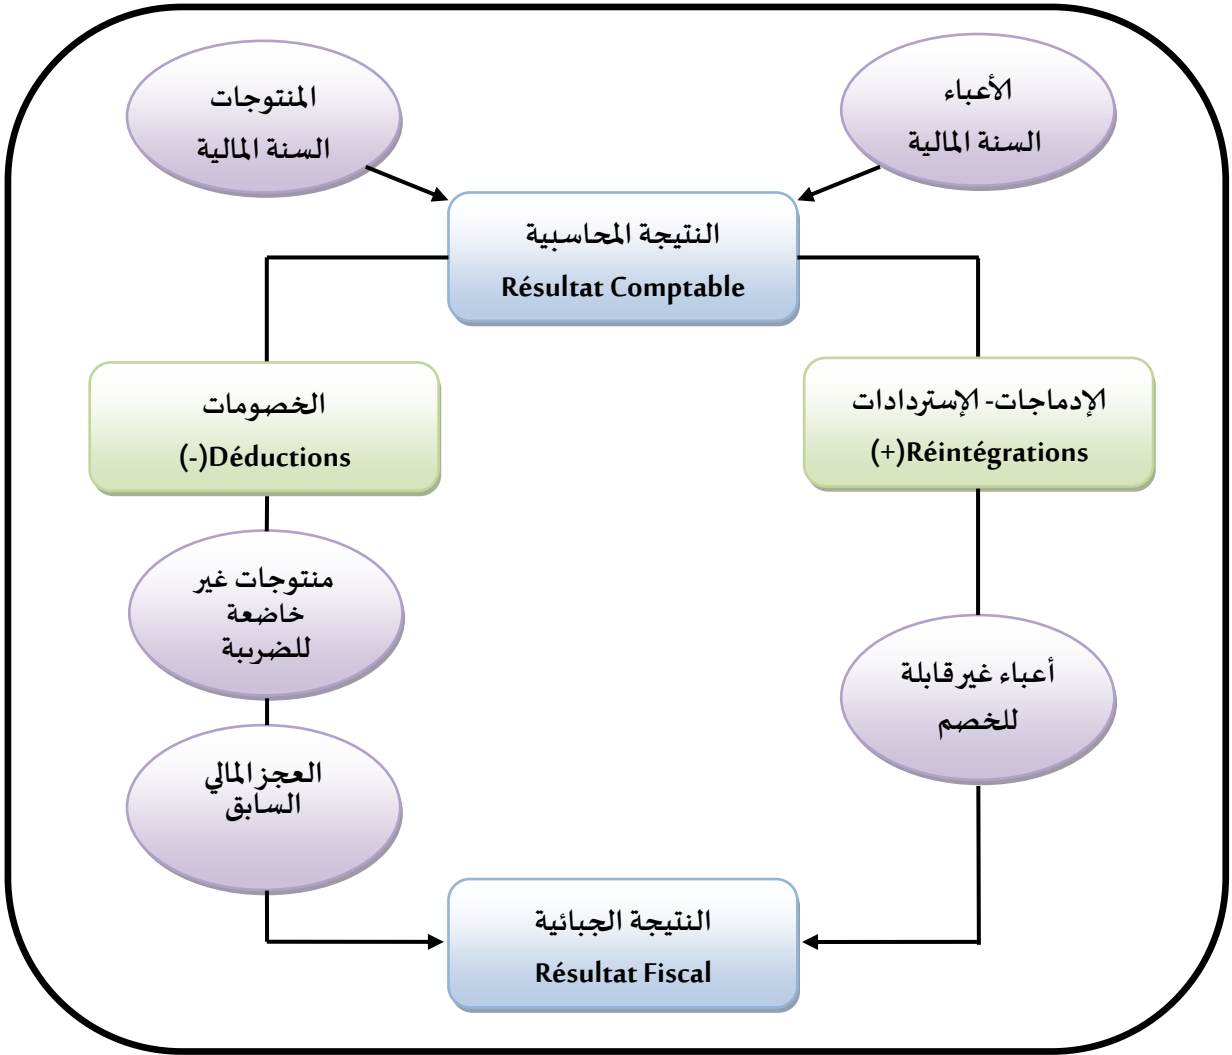 الأعباء
السنة المالية
المنتوجات
السنة المالية
النتيجة المحاسبية
Résultat Comptable
الإدماجات- الإستردادات
(+)Réintégrations
الخصومات
(-)Déductions
أعباء غير قابلة
للخصم
منتوجات غير
خاضعة
للضريبة
العجز المالي
السابق
النتيجة الجبائية
Résultat Fiscal